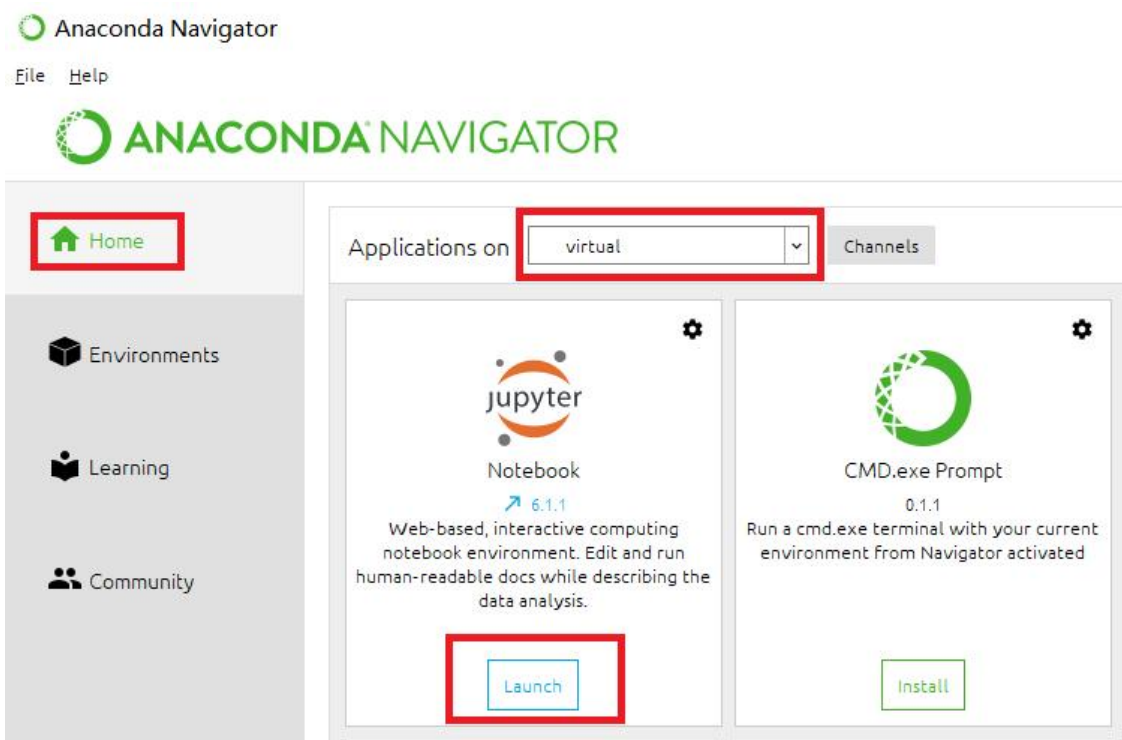 Anaconda Navigator
File Help
ANACONDA NAVIGATOR
Home
Applications on virtual Channels
Environments
Learning
Community
jupyter
Notebook
6.1.1
Web-based, interactive computing
notebook environment. Edit and run
human-readable docs while describing the
data analysis.
Launch
CMD.exe Prompt
0.1.1
Run a cmd.exe terminal with your current
environment from Navigator activated
Install